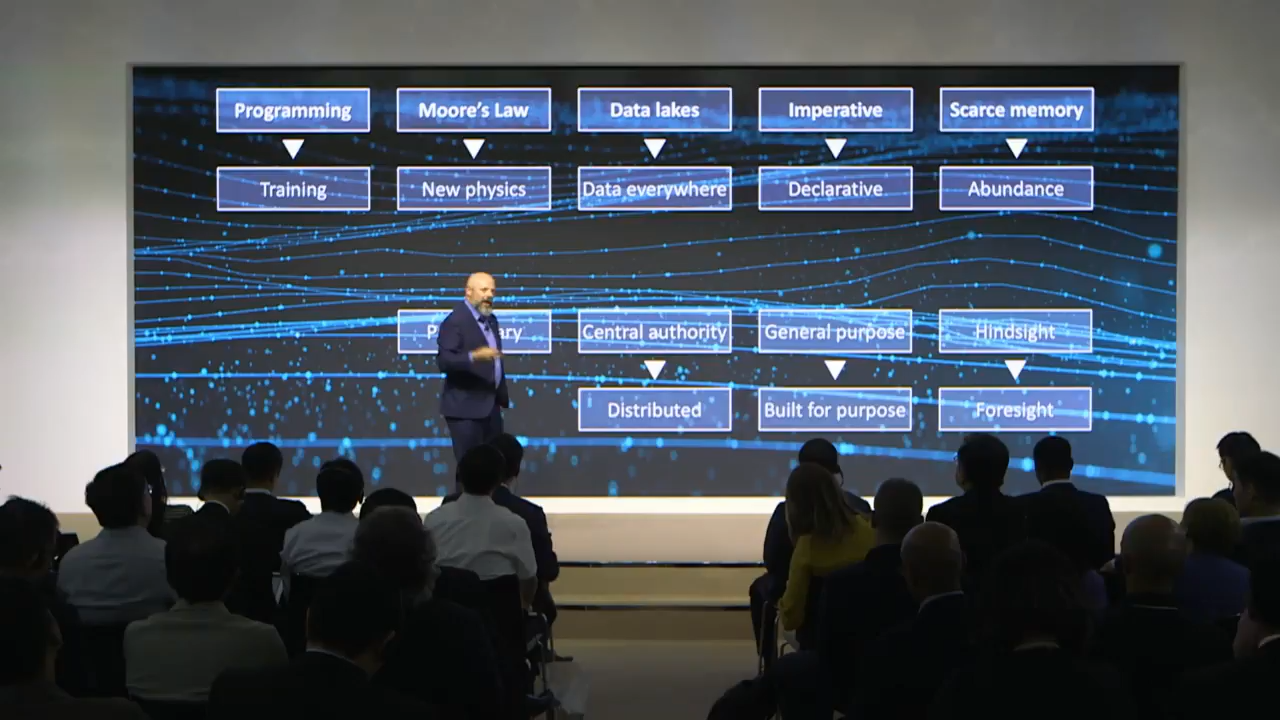 Programming
Moore's Law
Data lakes
Imperative
Scarce memory
Training
New physics
Data everywhere
Declarative
Abundance
Central authority
General purpose
Hindsight
Distributed
Built for purpose
Foresight